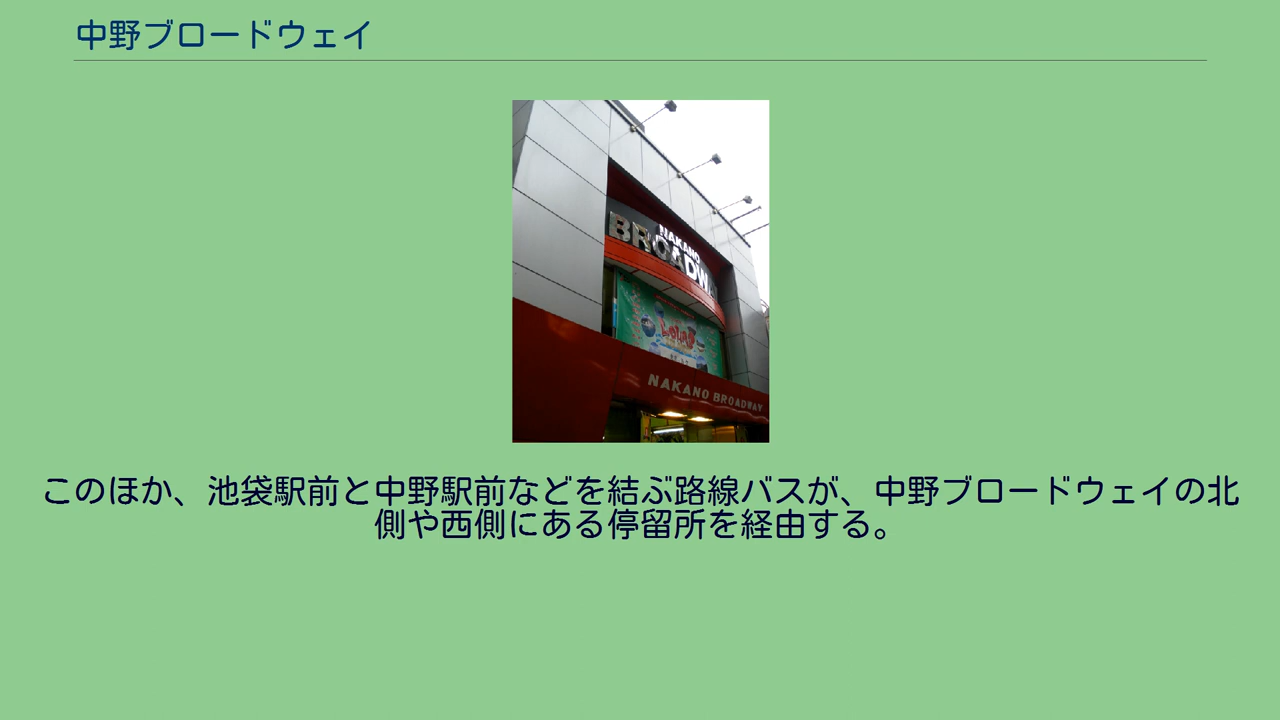 中野ブロードウェイ
NAKANO
BROADWAY
NAKANO BROADWAY
このほか、池袋駅前と中野駅前などを結ぶ路線バスが、中野ブロードウェイの北
側や西側にある停留所を経由する。